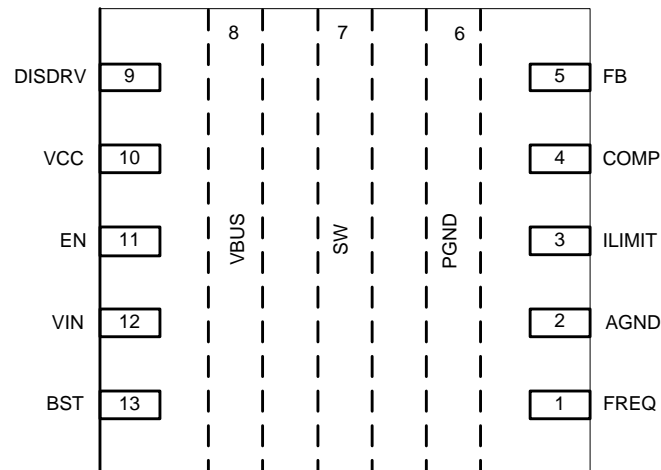 8 7 6
DISDRV 9 5 FB
VCC 10 4 COMP
EN 11 VBUS SW PGND 3 ILIMIT
VIN 12 2 AGND
BST 13 1 FREQ